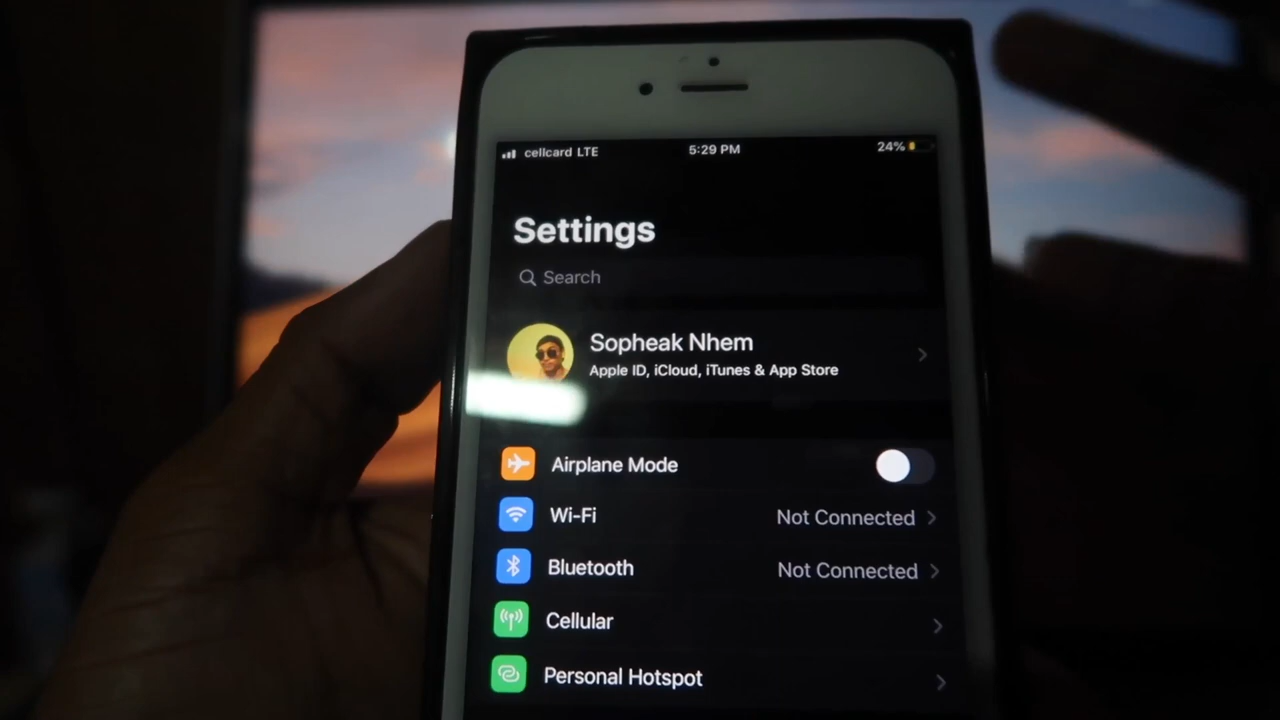 cellcard LTE 5:29 PM 24%
Settings
Search
Sopheak Nhem
Apple ID, iCloud, iTunes & App Store
Airplane Mode
Wi-Fi Not Connected
Bluetooth Not Connected
Cellular
Personal Hotspot